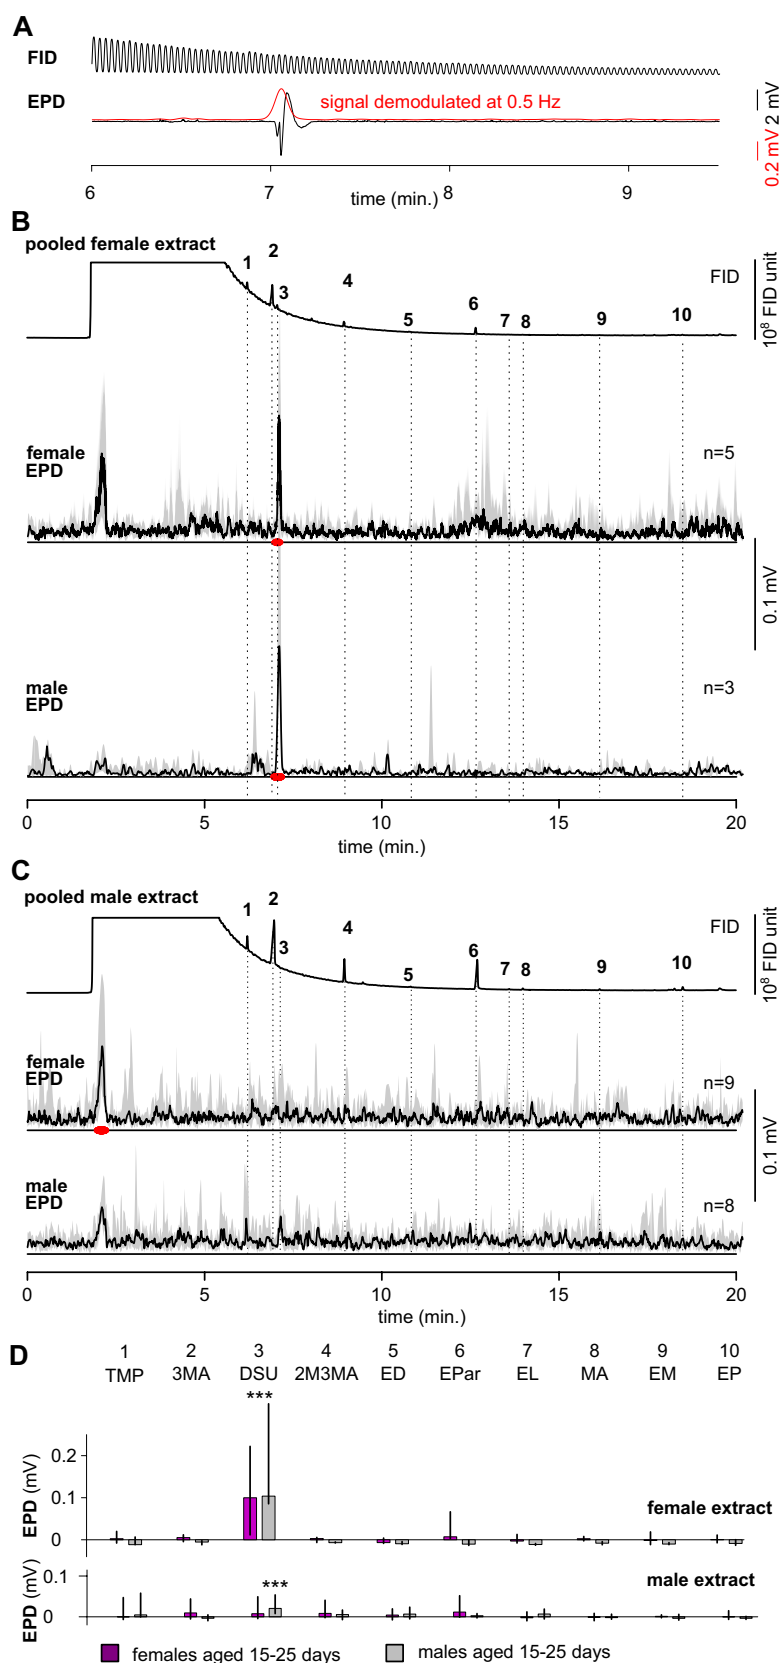 A
FID
EPD
signal demodulated at 0.5 Hz
0.2 mV 2 mV
6 7 8 9
time (min.)
B
pooled female extract
1 2 3 4 5 6 7 8 9 10
FID
10⁸ FID unit
female
EPD
n=5
0.1 mV
male
EPD
n=3
0 5 10 15 20
time (min.)
C
pooled male extract
1 2 3 4 5 6 7 8 9 10
FID
10⁸ FID unit
female
EPD
n=9
0.1 mV
male
EPD
n=8
0 5 10 15 20
time (min.)
D
1 2 3 4 5 6 7 8 9 10
TMP 3MA DSU 2M3MA ED EPar EL MA EM EP
***
EPD (mV)
0.2
0.1
0
female extract
***
EPD (mV)
0.1
0
male extract
females aged 15-25 days males aged 15-25 days